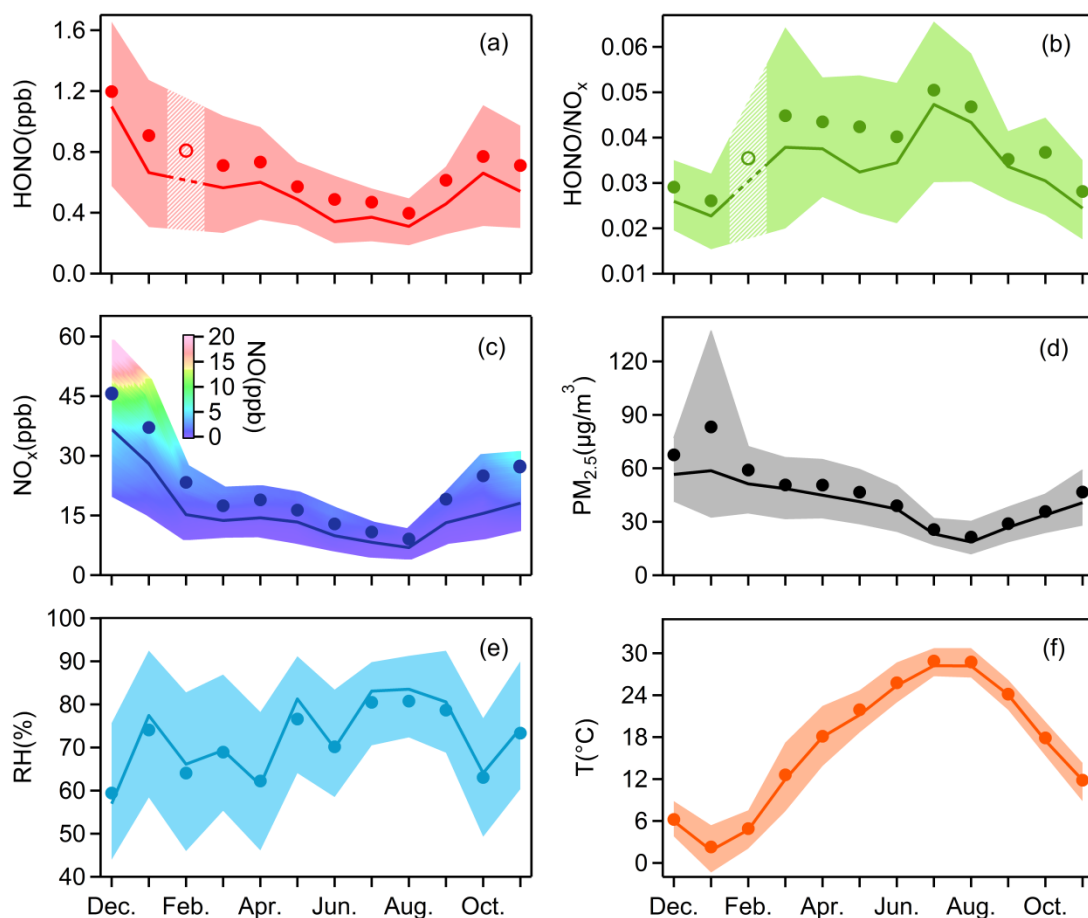 (a)
HONO(ppb)
1.6
1.2
0.8
0.4
0.0
(b)
HONO/NOx
0.06
0.05
0.04
0.03
0.02
0.01
(c)
NOx(ppb)
60
45
30
15
0
20
15
10
5
0
NO(ppb)
(d)
PM2.5(μg/m3)
120
90
60
30
0
(e)
RH(%)
100
90
80
70
60
50
40
Dec. Feb. Apr. Jun. Aug. Oct.
(f)
T(°C)
30
24
18
12
6
0
Dec. Feb. Apr. Jun. Aug. Oct.